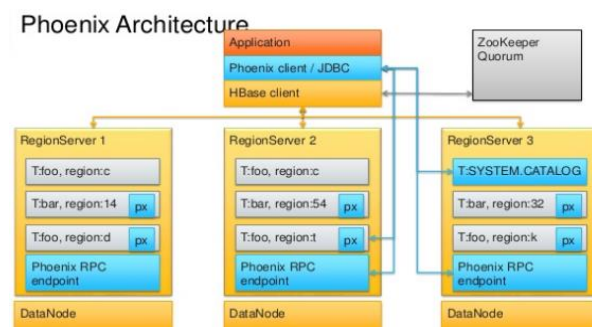 Phoenix Architecture
Application
Phoenix client / JDBC
HBase client
ZooKeeper
Quorum
RegionServer 1
T:foo, region:c
T:bar, region:14
px
T:foo, region:d
px
Phoenix RPC
endpoint
DataNode
RegionServer 2
T:foo, region:c
T:bar, region:54
px
T:foo, region:t
px
Phoenix RPC
endpoint
DataNode
RegionServer 3
T:SYSTEM.CATALOG
T:bar, region:32
px
T:foo, region:k
px
Phoenix RPC
endpoint
DataNode